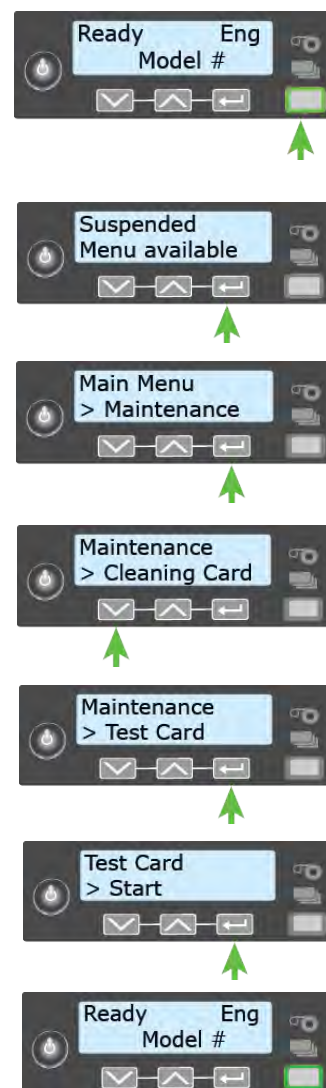 Ready Eng
Model #
Suspended
Menu available
Main Menu
> Maintenance
Maintenance
> Cleaning Card
Maintenance
> Test Card
Test Card
> Start
Ready Eng
Model #